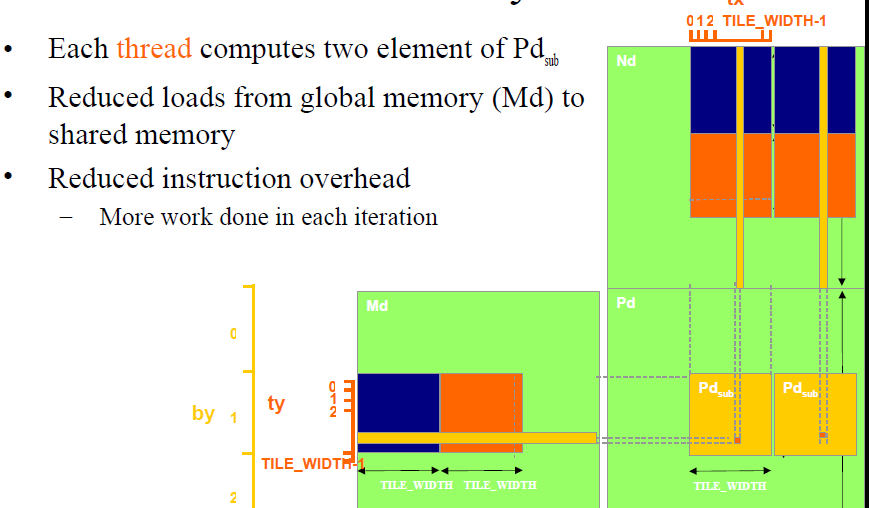 tx
0 1 2 TILE_WIDTH-1
• Each thread computes two element of Pdsub
• Reduced loads from global memory (Md) to
shared memory
• Reduced instruction overhead
– More work done in each iteration
Nd
Md
Pd
0
by 1
2
ty
0
1
2
TILE_WIDTH-1
Pdsub
Pdsub
TILE_WIDTH
TILE_WIDTH
TILE_WIDTH